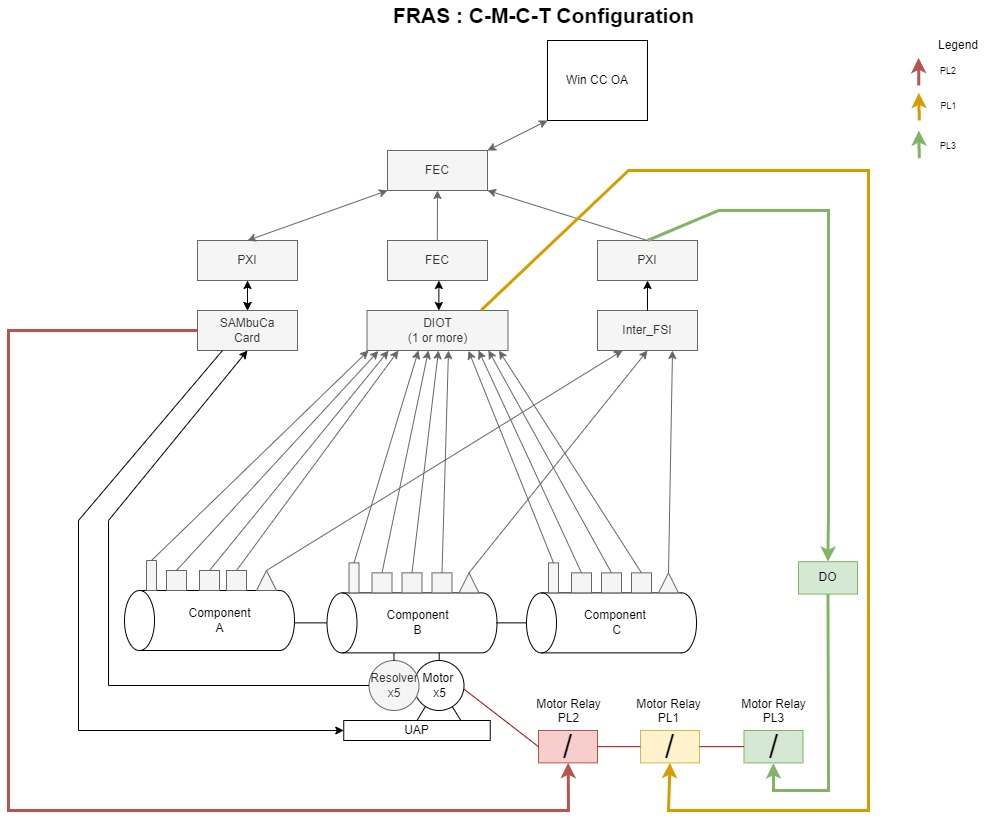 FRAS : C-M-C-T Configuration
Legend
PL2
PL1
PL3
Win CC OA
FEC
PXI
FEC
PXI
SAMbuCa
Card
DIOT
(1 or more)
Inter_FSI
DO
Component
A
Component
B
Component
C
Resolver
x5
Motor
x5
UAP
Motor Relay
PL2
Motor Relay
PL1
Motor Relay
PL3
/
/
/